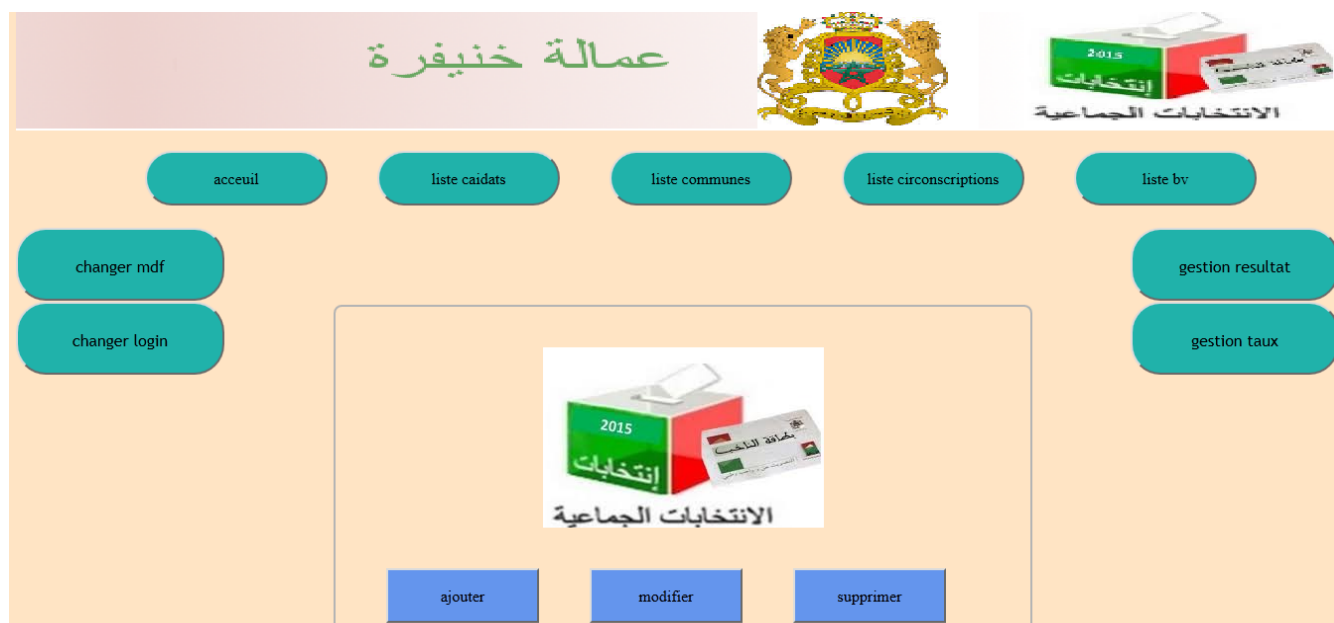 عمالة خنيفرة
2015
إنتخابات
الانتخابات الجماعية
acceuil
liste caidats
liste communes
liste circonscriptions
liste bv
changer mdf
gestion resultat
changer login
gestion taux
2015
إنتخابات
بطاقة الناخب
الانتخابات الجماعية
ajouter
modifier
supprimer